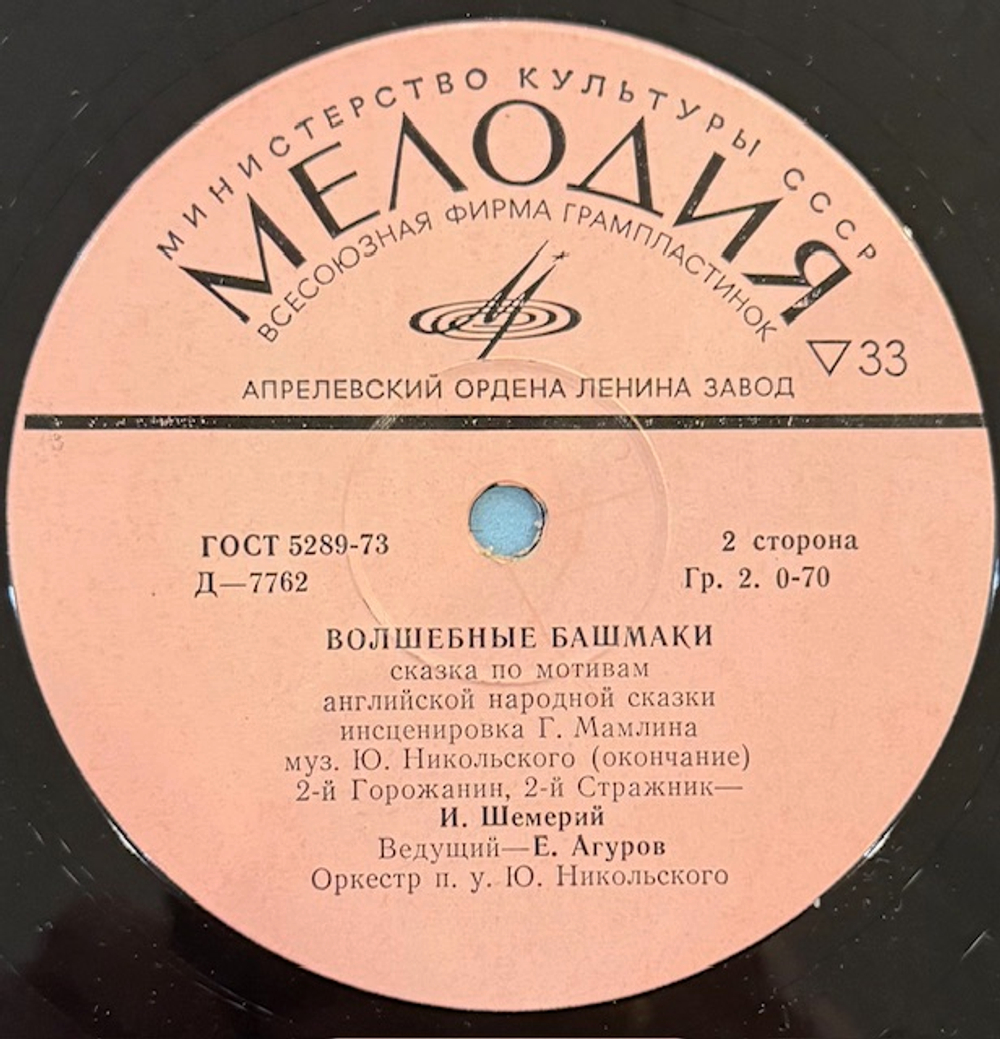 МИНИСТЕРСТВО КУЛЬТУРЫ СССР
МЕЛОДИЯ
ВСЕСОЮЗНАЯ ФИРМА ГРАМПЛАСТИНОК
33
АПРЕЛЕВСКИЙ ОРДЕНА ЛЕНИНА ЗАВОД
ГОСТ 5289-73
2 сторона
Д—7762
Гр. 2. 0-70
ВОЛШЕБНЫЕ БАШМАКИ
сказка по мотивам
английской народной сказки
инсценировка Г. Мамлина
муз. Ю. Никольского (окончание)
2-й Горожанин, 2-й Стражник—
И. Шемерий
Ведущий—Е. Агуров
Оркестр п. у. Ю. Никольского